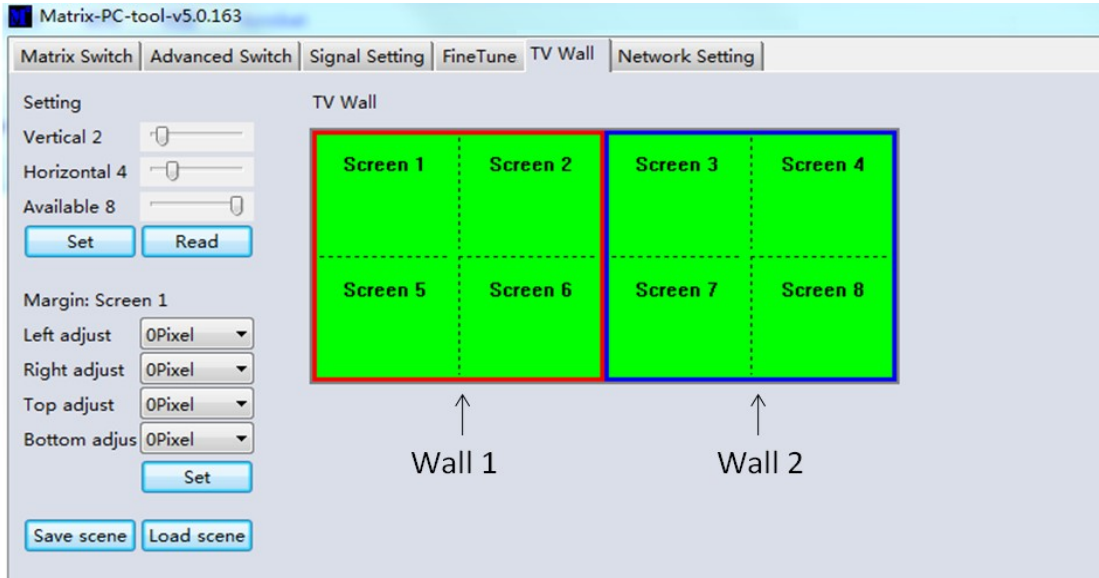 Matrix-PC-tool-v5.0.163
Matrix Switch Advanced Switch Signal Setting FineTune TV Wall Network Setting
Setting
TV Wall
Vertical 2
Horizontal 4
Available 8
Set Read
Screen 1 Screen 2 Screen 3 Screen 4
Screen 5 Screen 6 Screen 7 Screen 8
Margin: Screen 1
Left adjust 0Pixel
Right adjust 0Pixel
Top adjust 0Pixel
Bottom adjus 0Pixel
Set
Save scene Load scene
Wall 1 Wall 2